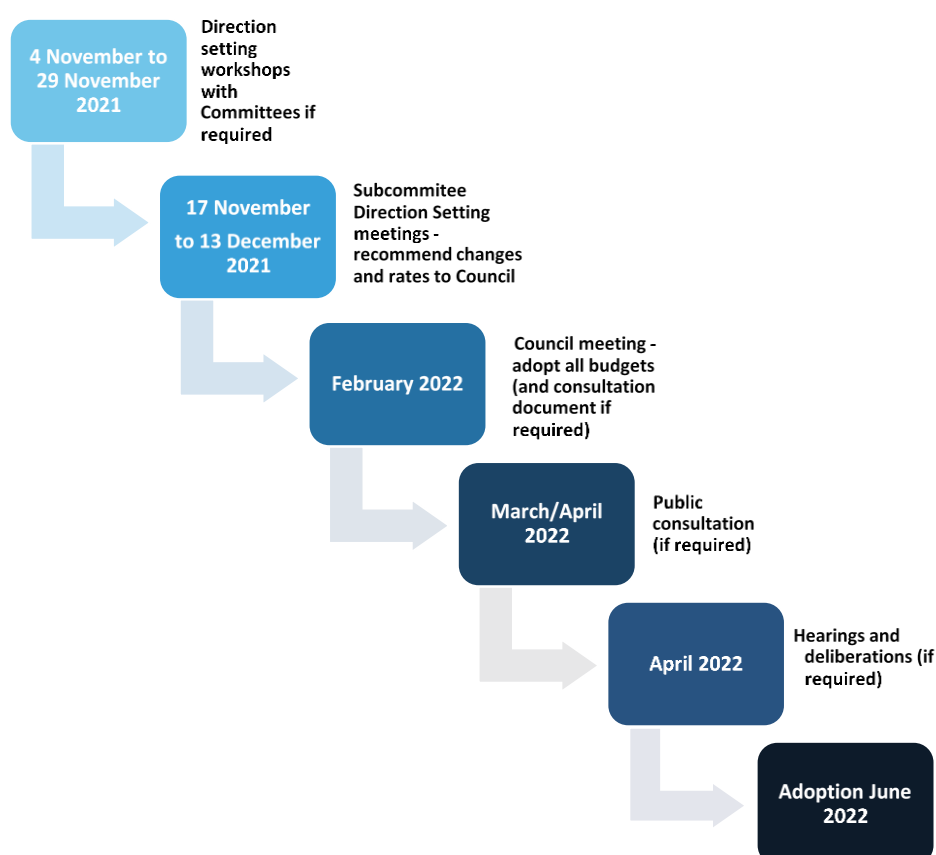 4 November to
29 November
2021
Direction
setting
workshops
with
Committees if
required
17 November
to 13 December
2021
Subcommitee
Direction Setting
meetings -
recommend changes
and rates to Council
February 2022
Council meeting -
adopt all budgets
(and consultation
document if
required)
March/April
2022
Public
consultation
(if required)
April 2022
Hearings and
deliberations (if
required)
Adoption June
2022